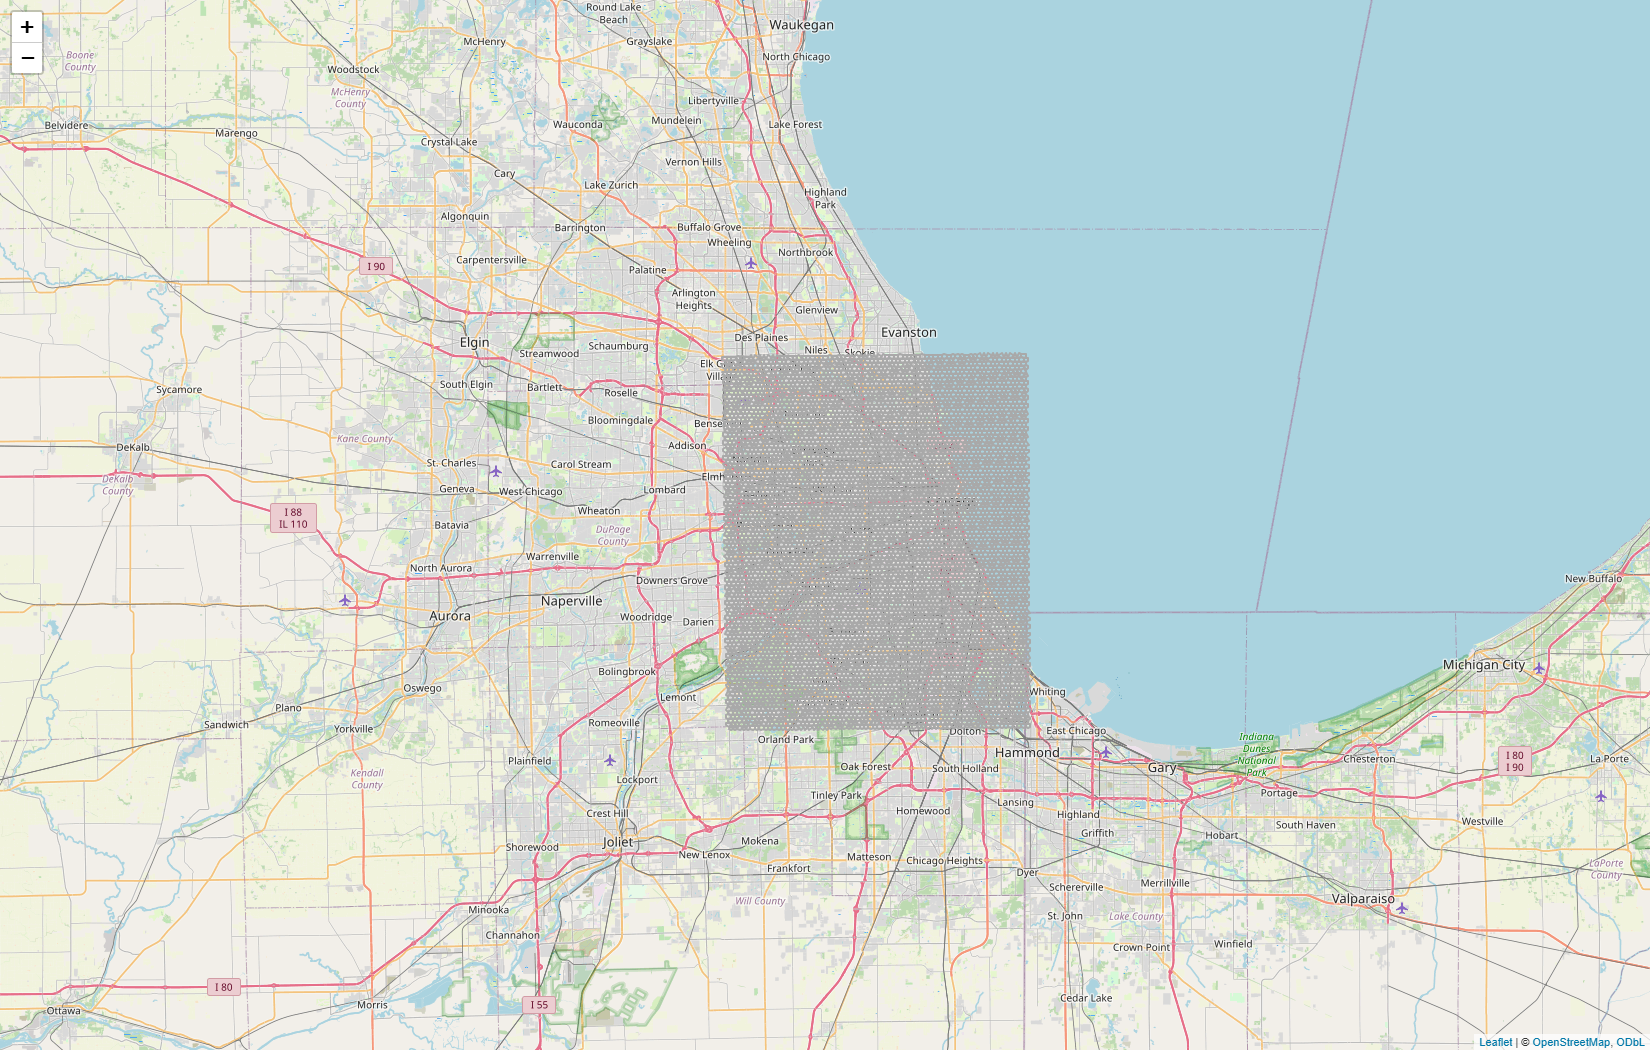 Round Lake
Beach
Waukegan
+
−
McHenry
Grayslake
North Chicago
Boone
County
Woodstock
McHenry
County
Libertyville
Belvidere
Marengo
Wauconda
Mundelein
Lake Forest
Crystal Lake
Vernon Hills
Cary
Lake Zurich
Highland
Park
Algonquin
Barrington
Buffalo Grove
Wheeling
Northbrook
Carpentersville
I 90
Palatine
Arlington
Heights
Glenview
Elgin
Des Plaines
Evanston
Streamwood
Schaumburg
Niles
Skokie
Elk G
Villa
South Elgin
Bartlett
Roselle
Sycamore
Bloomingdale
Bense
Kane County
Addison
DeKalb
St. Charles
Carol Stream
DeKalb
County
Elmh
Geneva
West Chicago
Lombard
I 88
IL 110
Wheaton
Batavia
DuPage
County
Warrenville
North Aurora
Downers Grove
New Buffalo
Naperville
Aurora
Woodridge
Darien
Bolingbrook
Michigan City
Oswego
Lemont
Whiting
Plano
Sandwich
Yorkville
Romeoville
Orland Park
Dolton
East Chicago
Indiana
Dunes
National
Park
Hammond
Plainfield
Oak Forest
South Holland
Gary
Chesterton
I 80
I 90
La Porte
Kendall
County
Lockport
Tinley Park
Homewood
Lansing
Portage
Crest Hill
Highland
South Haven
Westville
Griffith
Hobart
Joliet
Shorewood
Mokena
New Lenox
Matteson
Chicago Heights
Frankfort
Dyer
Schererville
Merrillville
LaPorte
County
Will County
Valparaiso
Minooka
St. John
Lake County
Channahon
Crown Point
Winfield
I 80
Morris
I 55
Cedar Lake
Ottawa
Leaflet | © OpenStreetMap, ODbL